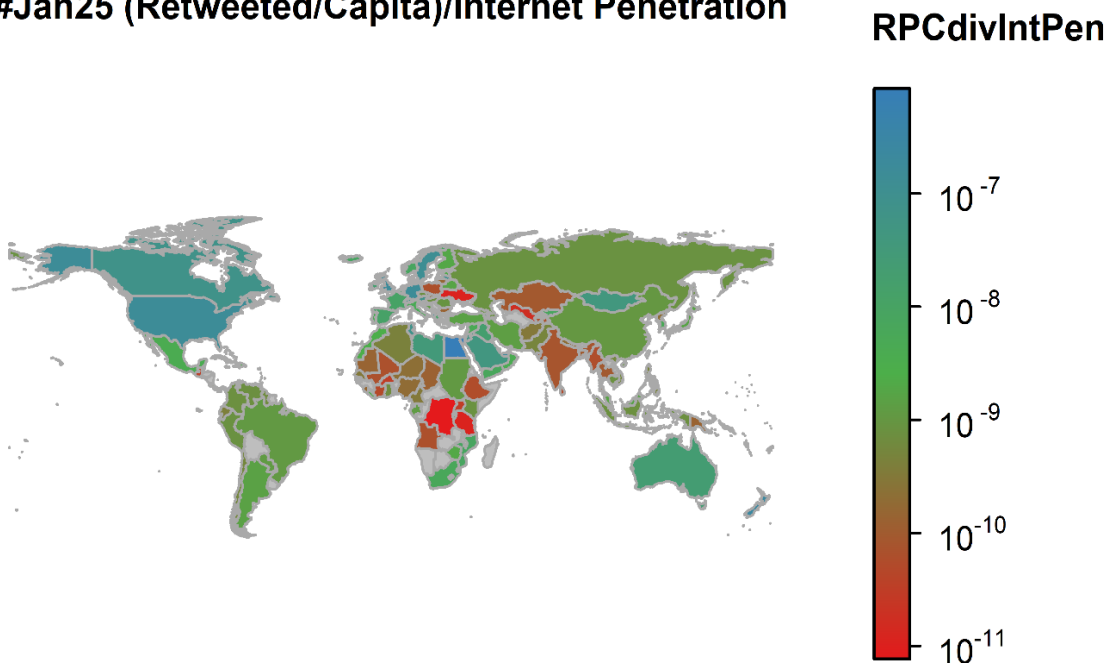 #Jan25 (Retweeted/Capita)/Internet Penetration
RPCdivIntPen
10⁻⁷
10⁻⁸
10⁻⁹
10⁻¹⁰
10⁻¹¹